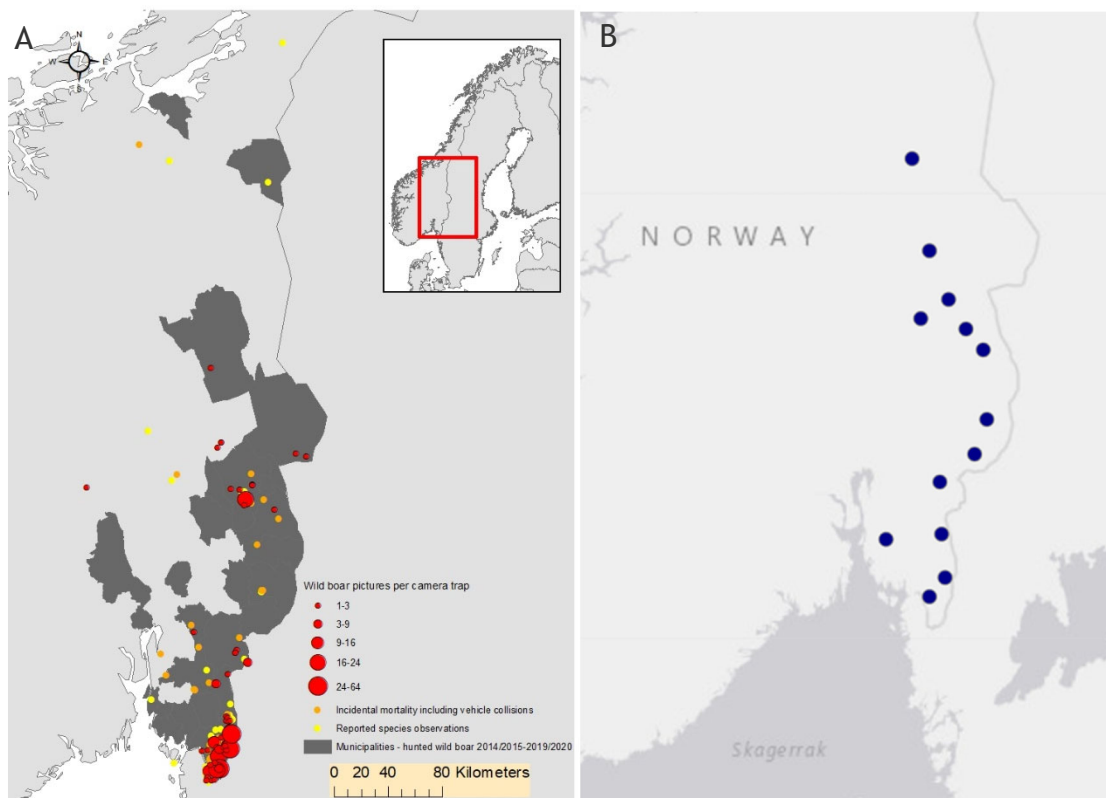 A
N
W E
S
Wild boar pictures per camera trap
1-3
3-9
9-16
16-24
24-64
Incidental mortality including vehicle collisions
Reported species observations
Municipalities - hunted wild boar 2014/2015-2019/2020
0 20 40 80 Kilometers
B
NORWAY
Skagerrak